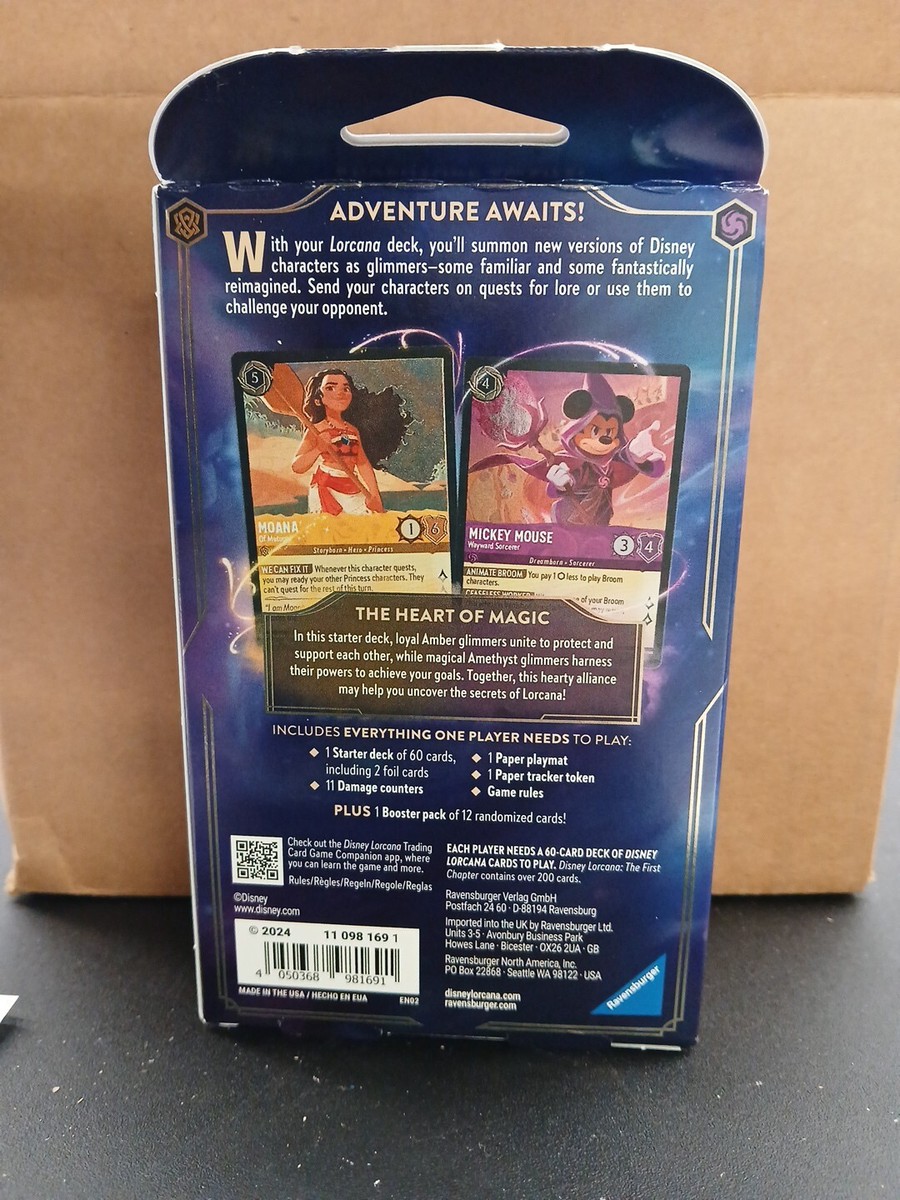 ADVENTURE AWAITS!
With your Lorcana deck, you'll summon new versions of Disney
characters as glimmers—some familiar and some fantastically
reimagined. Send your characters on quests for lore or use them to
challenge your opponent.
5
MOANA
Of Motunui
1
6
Storyborn • Hero • Princess
WE CAN FIX IT Whenever this character quests,
you may ready your other Princess characters. They
can't quest for the rest of this turn.
"I am Moan
4
MICKEY MOUSE
Wayward Sorcerer
3
4
Dreamborn • Sorcerer
ANIMATE BROOM You pay 1 less to play Broom
characters.
CEASELESS WORKER
of your Broom
THE HEART OF MAGIC
In this starter deck, loyal Amber glimmers unite to protect and
support each other, while magical Amethyst glimmers harness
their powers to achieve your goals. Together, this hearty alliance
may help you uncover the secrets of Lorcana!
INCLUDES EVERYTHING ONE PLAYER NEEDS TO PLAY:
◆ 1 Starter deck of 60 cards,
including 2 foil cards
◆ 11 Damage counters
◆ 1 Paper playmat
◆ 1 Paper tracker token
◆ Game rules
PLUS 1 Booster pack of 12 randomized cards!
Check out the Disney Lorcana Trading
Card Game Companion app, where
you can learn the game and more.
Rules/Règles/Regeln/Regole/Reglas
©Disney
www.disney.com
© 2024 11 098 169 1
4 050368 981691
MADE IN THE USA / HECHO EN EUA EN02
EACH PLAYER NEEDS A 60-CARD DECK OF DISNEY
LORCANA CARDS TO PLAY. Disney Lorcana: The First
Chapter contains over 200 cards.
Ravensburger Verlag GmbH
Postfach 24 60 · D-88194 Ravensburg
Imported into the UK by Ravensburger Ltd.
Units 3-5 · Avonbury Business Park
Howes Lane · Bicester · OX26 2UA · GB
Ravensburger North America, Inc.
PO Box 22868 · Seattle WA 98122 · USA
disneylorcana.com
ravensburger.com
Ravensburger